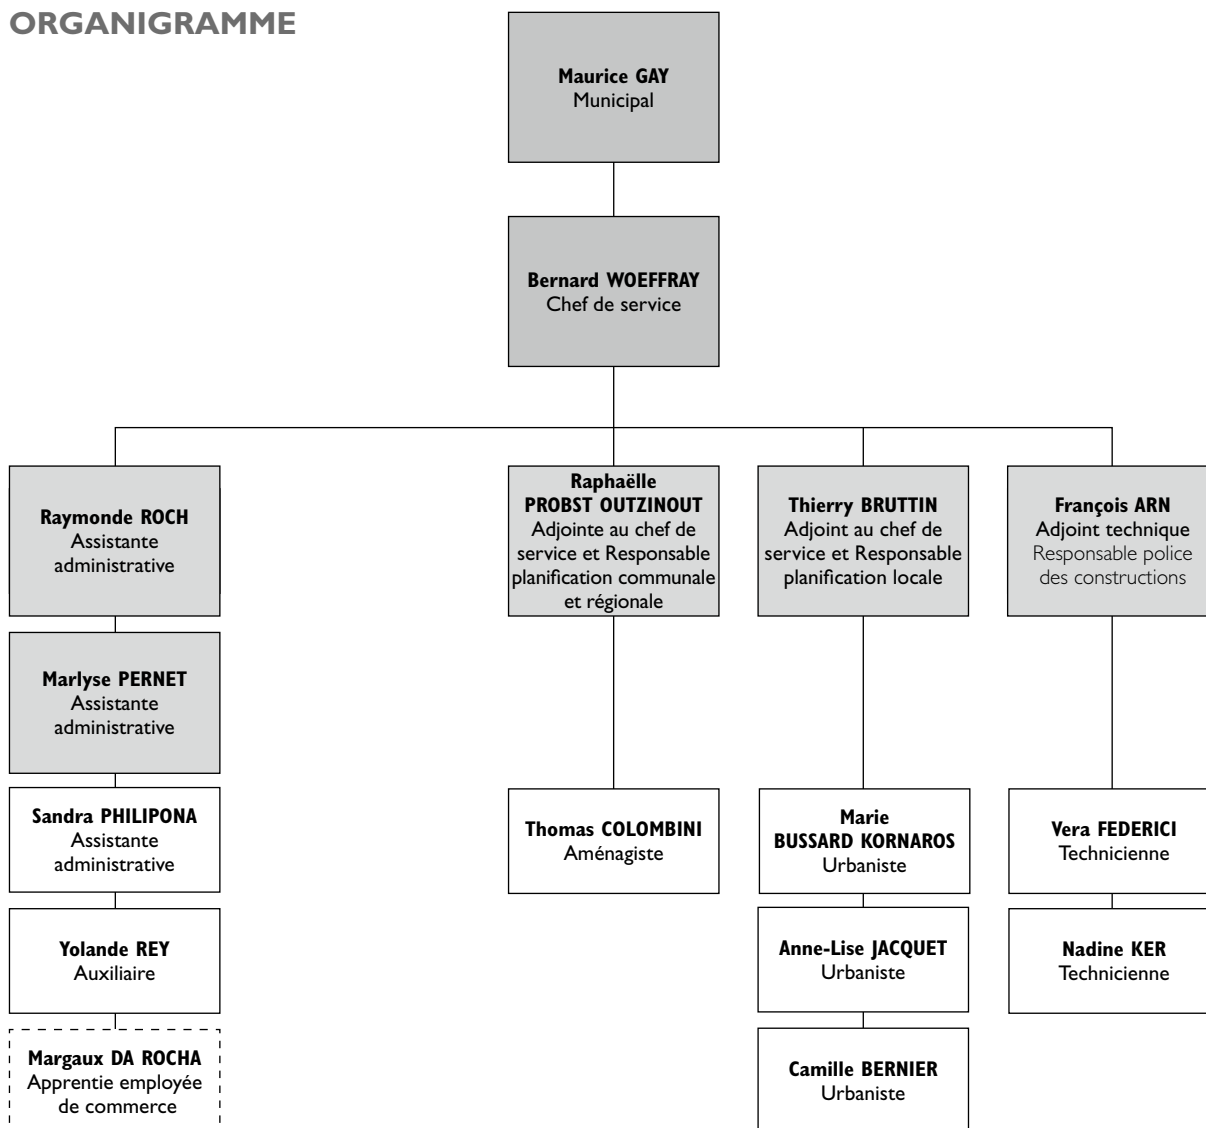 ORGANIGRAMME
Maurice GAY
Municipal
Bernard WOEFFRAY
Chef de service
Raymonde ROCH
Assistante
administrative
Raphaëlle
PROBST OUTZINOUT
Adjointe au chef de
service et Responsable
planification communale
et régionale
Thierry BRUTTIN
Adjoint au chef de
service et Responsable
planification locale
François ARN
Adjoint technique
Responsable police
des constructions
Marlyse PERNET
Assistante
administrative
Sandra PHILIPONA
Assistante
administrative
Thomas COLOMBINI
Aménagiste
Marie
BUSSARD KORNAROS
Urbaniste
Vera FEDERICI
Technicienne
Yolande REY
Auxiliaire
Anne-Lise JACQUET
Urbaniste
Nadine KER
Technicienne
Margaux DA ROCHA
Apprentie employée
de commerce
Camille BERNIER
Urbaniste